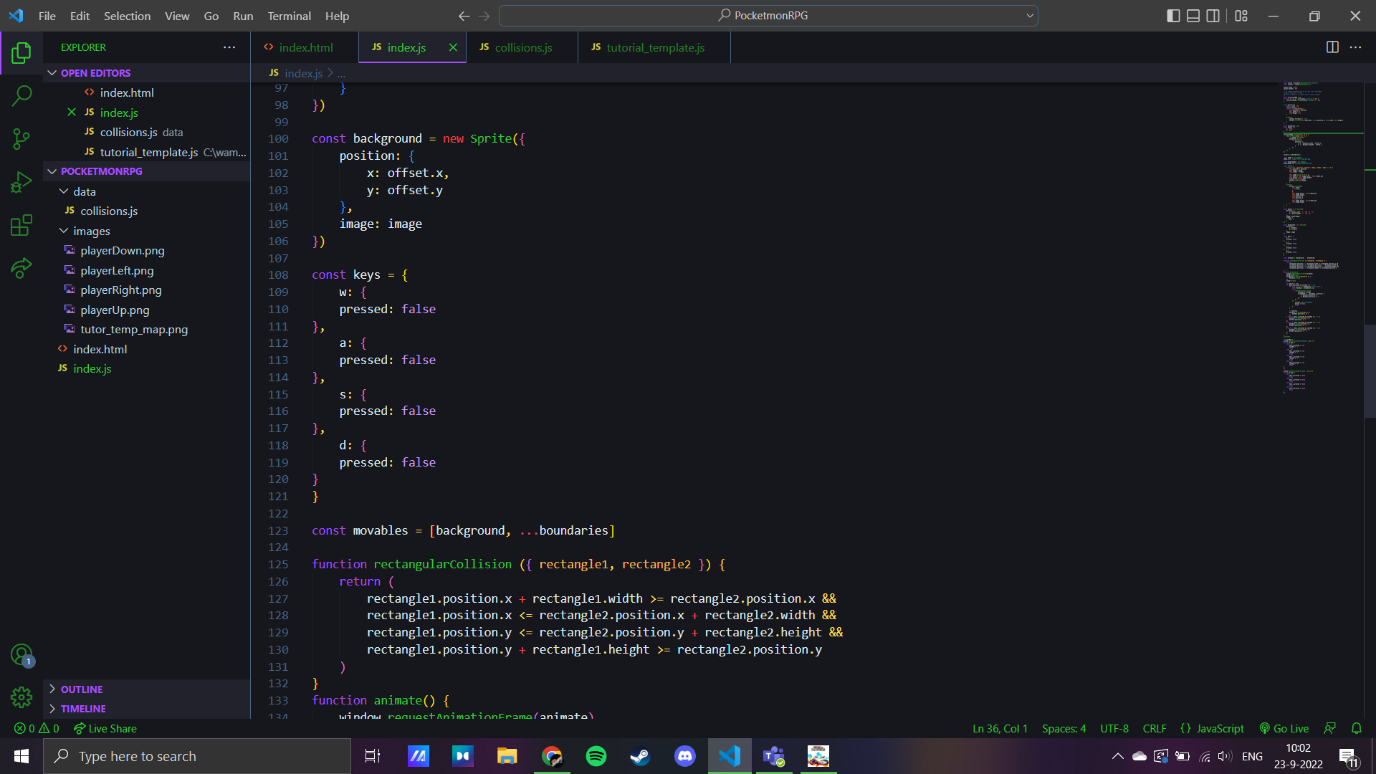 File Edit Selection View Go Run Terminal Help
PocketmonRPG
EXPLORER
index.html
JS index.js
JS collisions.js
JS tutorial_template.js
OPEN EDITORS
index.html
JS index.js
JS collisions.js data
JS tutorial_template.js C:\wam...
POCKETMONRPG
data
JS collisions.js
images
playerDown.png
playerLeft.png
playerRight.png
playerUp.png
tutor_temp_map.png
index.html
JS index.js
OUTLINE
TIMELINE
JS index.js > ...
97 }
98 })
99
100 const background = new Sprite({
101 position: {
102 x: offset.x,
103 y: offset.y
104 },
105 image: image
106 })
107
108 const keys = {
109 w: {
110 pressed: false
111 },
112 a: {
113 pressed: false
114 },
115 s: {
116 pressed: false
117 },
118 d: {
119 pressed: false
120 }
121 }
122
123 const movables = [background, ...boundaries]
124
125 function rectangularCollision ({ rectangle1, rectangle2 }) {
126 return (
127 rectangle1.position.x + rectangle1.width >= rectangle2.position.x &&
128 rectangle1.position.x <= rectangle2.position.x + rectangle2.width &&
129 rectangle1.position.y <= rectangle2.position.y + rectangle2.height &&
130 rectangle1.position.y + rectangle1.height >= rectangle2.position.y
131 )
132 }
133 function animate() {
134 window.requestAnimationFrame(animate)
1
0 0 Live Share
Ln 36, Col 1 Spaces: 4 UTF-8 CRLF {} JavaScript Go Live
Type here to search
ENG
10:02
23-9-2022
11